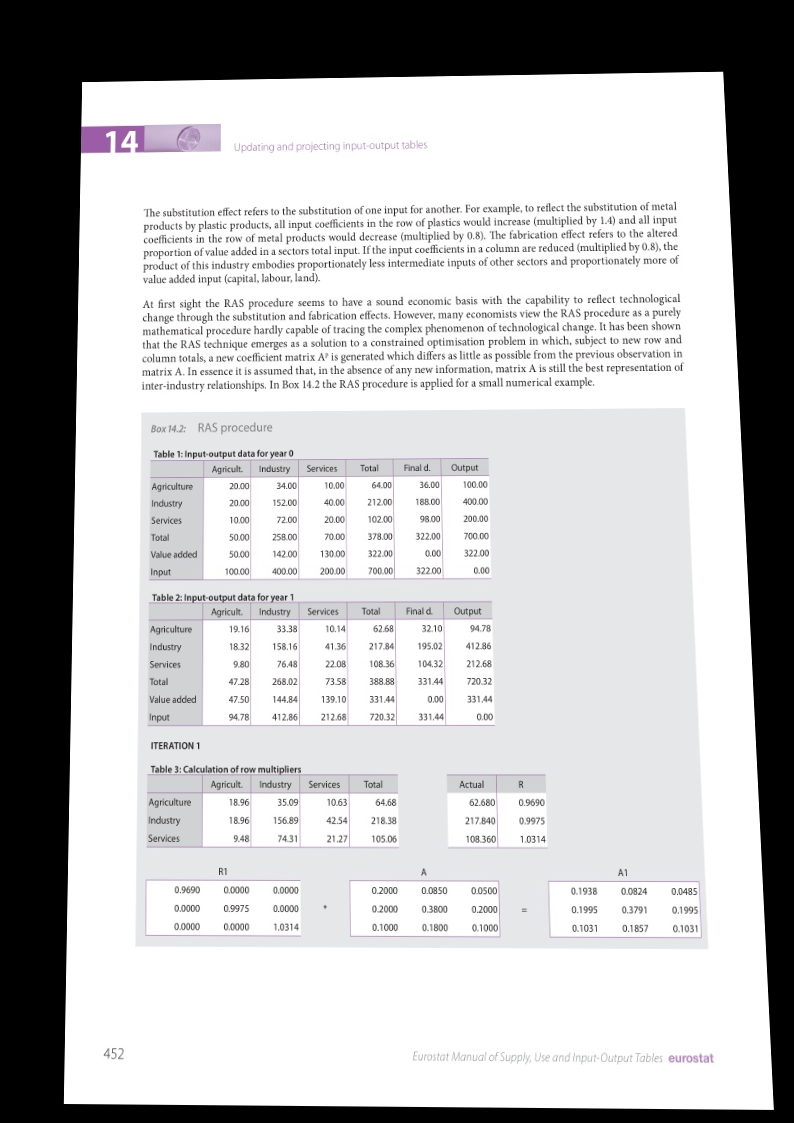 14
Updating and projecting input-output tables
The substitution effect refers to the substitution of one input for another. For example, to reflect the substitution of metal
products by plastic products, all input coefficients in the row of plastics would increase (multiplied by 1.4) and all input
coefficients in the row of metal products would decrease (multiplied by 0.8). The fabrication effect refers to the altered
proportion of value added in a sectors total input. If the input coefficients in a column are reduced (multiplied by 0.8), the
product of this industry embodies proportionately less intermediate inputs of other sectors and proportionately more of
value added input (capital, labour, land).
At first sight the RAS procedure seems to have a sound economic basis with the capability to reflect technological
change through the substitution and fabrication effects. However, many economists view the RAS procedure as a purely
mathematical procedure hardly capable of tracing the complex phenomenon of technological change. It has been shown
that the RAS technique emerges as a solution to a constrained optimisation problem in which, subject to new row and
column totals, a new coefficient matrix Aᵖ is generated which differs as little as possible from the previous observation in
matrix A. In essence it is assumed that, in the absence of any new information, matrix A is still the best representation of
inter-industry relationships. In Box 14.2 the RAS procedure is applied for a small numerical example.
Box 14.2: RAS procedure
Table 1: Input-output data for year 0
Agricult. Industry Services Total Final d. Output
Agriculture 20.00 34.00 10.00 64.00 36.00 100.00
Industry 20.00 152.00 40.00 212.00 188.00 400.00
Services 10.00 72.00 20.00 102.00 98.00 200.00
Total 50.00 258.00 70.00 378.00 322.00 700.00
Value added 50.00 142.00 130.00 322.00 0.00 322.00
Input 100.00 400.00 200.00 700.00 322.00 0.00
Table 2: Input-output data for year 1
Agricult. Industry Services Total Final d. Output
Agriculture 19.16 33.38 10.14 62.68 32.10 94.78
Industry 18.32 158.16 41.36 217.84 195.02 412.86
Services 9.80 76.48 22.08 108.36 104.32 212.68
Total 47.28 268.02 73.58 388.88 331.44 720.32
Value added 47.50 144.84 139.10 331.44 0.00 331.44
Input 94.78 412.86 212.68 720.32 331.44 0.00
ITERATION 1
Table 3: Calculation of row multipliers
Agricult. Industry Services Total Actual R
Agriculture 18.96 35.09 10.63 64.68 62.680 0.9690
Industry 18.96 156.89 42.54 218.38 217.840 0.9975
Services 9.48 74.31 21.27 105.06 108.360 1.0314
R1 A A1
0.9690 0.0000 0.0000 0.2000 0.0850 0.0500 0.1938 0.0824 0.0485
0.0000 0.9975 0.0000 * 0.2000 0.3800 0.2000 = 0.1995 0.3791 0.1995
0.0000 0.0000 1.0314 0.1000 0.1800 0.1000 0.1031 0.1857 0.1031
452
Eurostat Manual of Supply, Use and Input-Output Tables eurostat